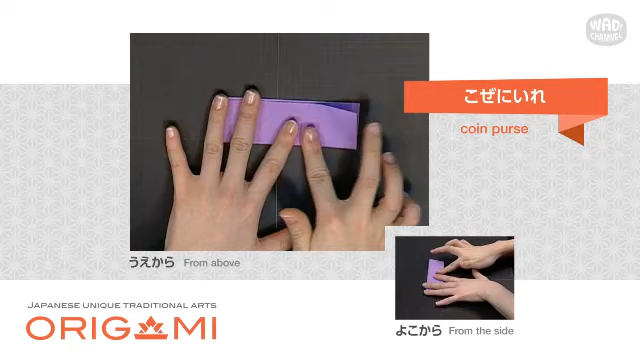 WAD!
CHANNEL
こぜにいれ
coin purse
うえから From above
よこから From the side
JAPANESE UNIQUE TRADITIONAL ARTS
ORIGAMI